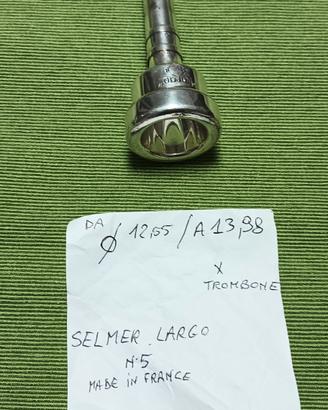 DA
Ø 12,55 / A 13,98
X
TROMBONE
SELMER. LARGO
N.5
MADE iN FRANCE